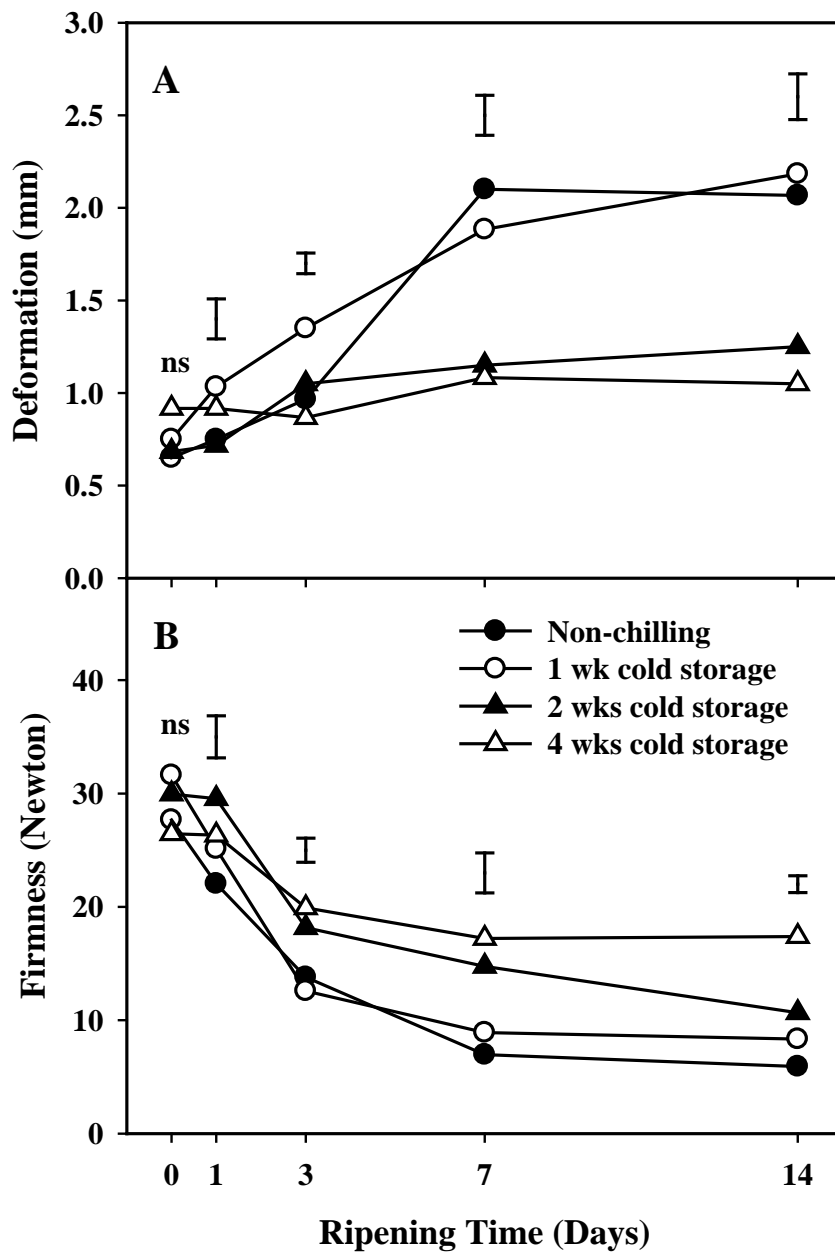 3.0
A
2.5
2.0
1.5
ns
1.0
0.5
0.0
Deformation (mm)
B
Non-chilling
1 wk cold storage
2 wks cold storage
4 wks cold storage
40
ns
30
20
10
0
Firmness (Newton)
0 1 3 7 14
Ripening Time (Days)